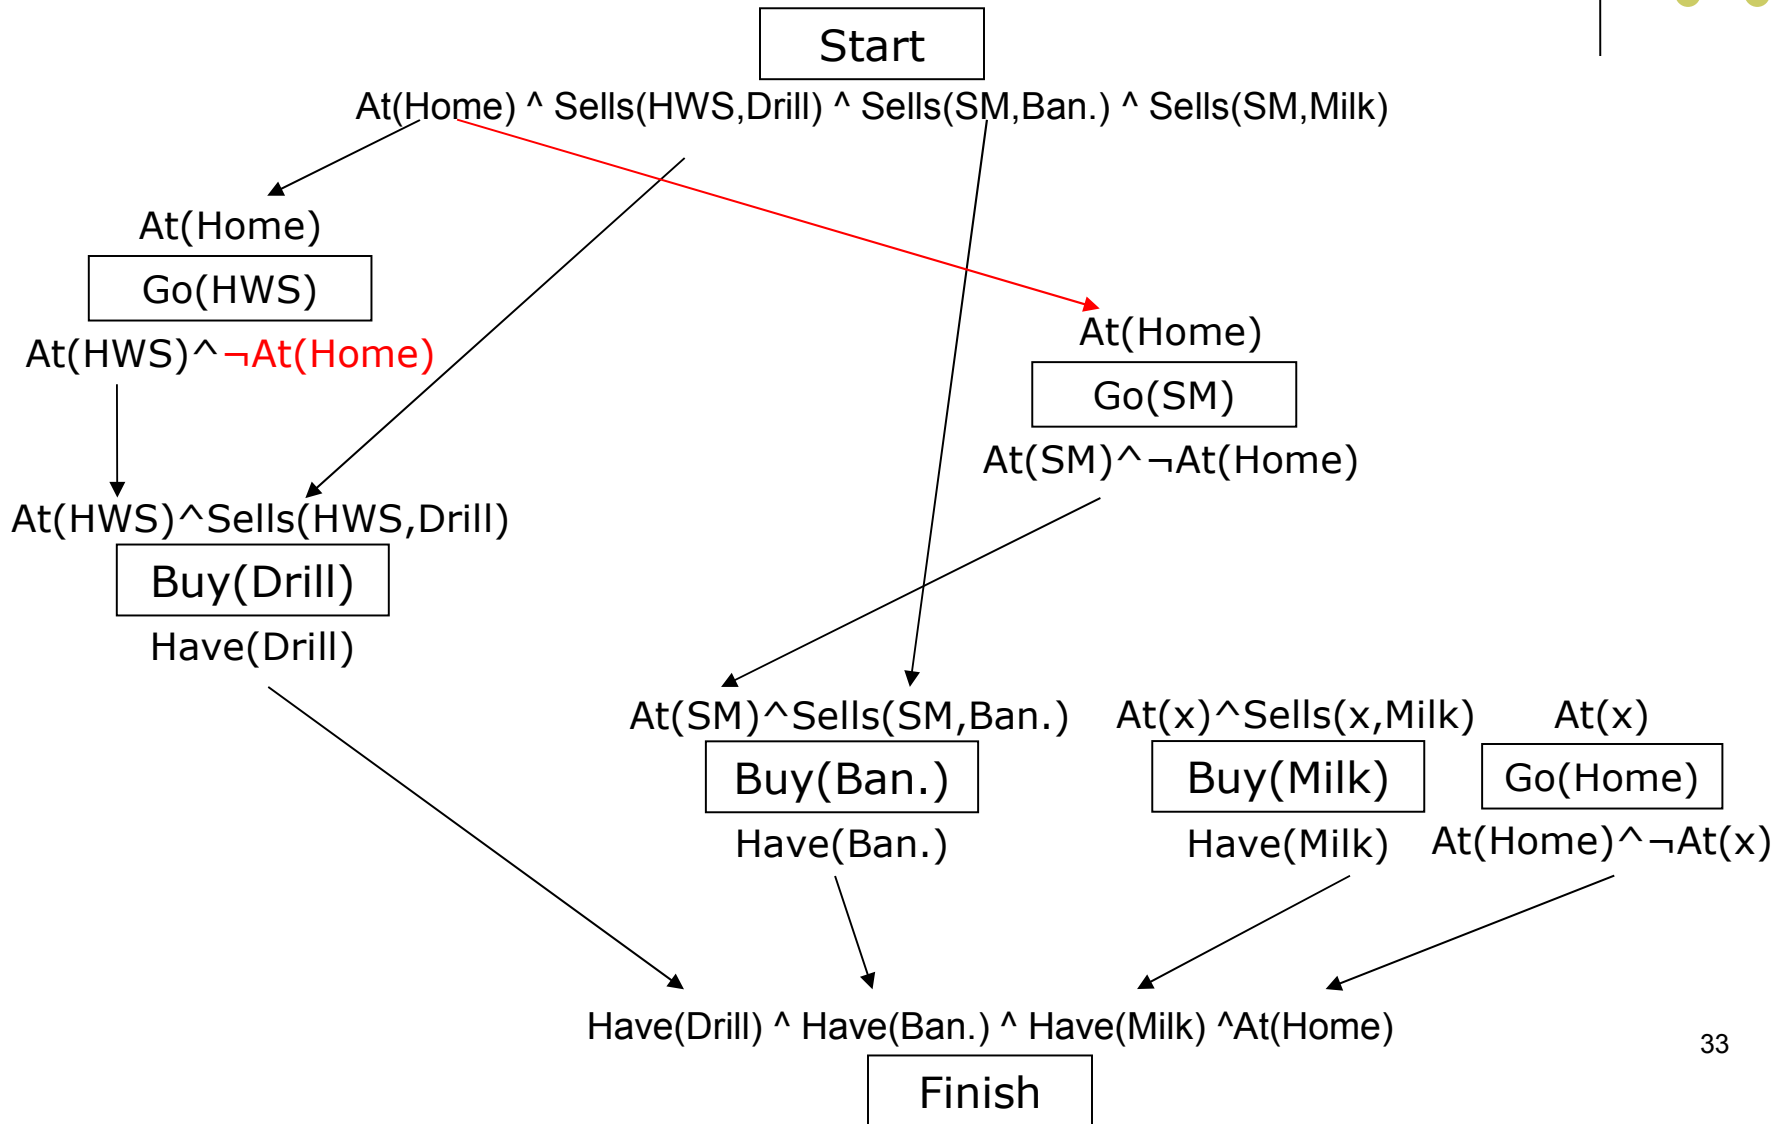 Start
At(Home) ^ Sells(HWS,Drill) ^ Sells(SM,Ban.) ^ Sells(SM,Milk)
At(Home)
Go(HWS)
At(HWS)^¬At(Home)
At(Home)
Go(SM)
At(SM)^¬At(Home)
At(HWS)^Sells(HWS,Drill)
Buy(Drill)
Have(Drill)
At(SM)^Sells(SM,Ban.)
Buy(Ban.)
Have(Ban.)
At(x)^Sells(x,Milk)
Buy(Milk)
Have(Milk)
At(x)
Go(Home)
At(Home)^¬At(x)
Have(Drill) ^ Have(Ban.) ^ Have(Milk) ^At(Home)
Finish
33